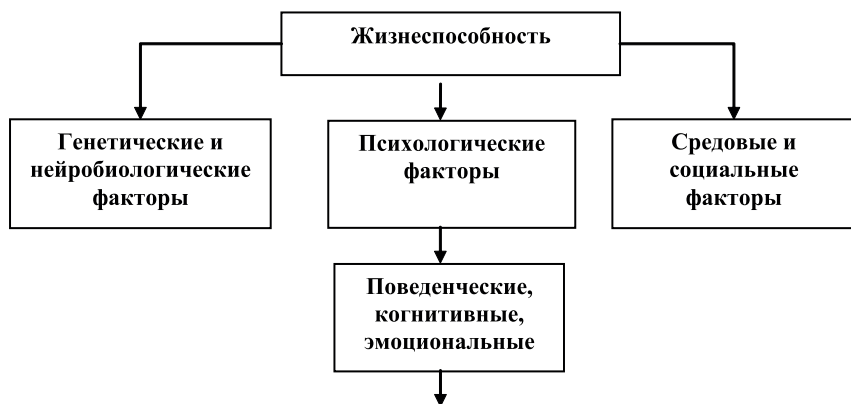 Жизнеспособность
Генетические и
нейробиологические
факторы
Психологические
факторы
Средовые и
социальные
факторы
Поведенческие,
когнитивные,
эмоциональные